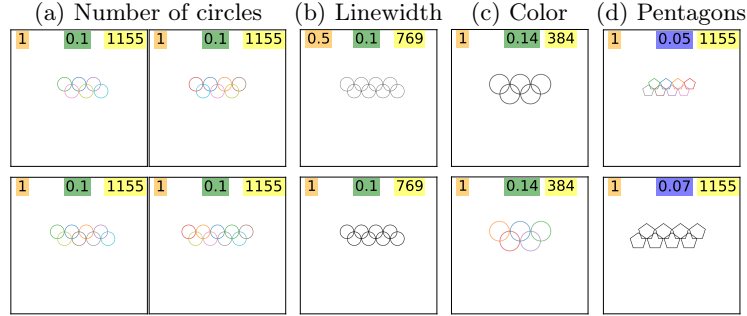 (a) Number of circles (b) Linewidth (c) Color (d) Pentagons
1 0.1 1155 1 0.1 1155 0.5 0.1 769 1 0.14 384 1 0.05 1155
1 0.1 1155 1 0.1 1155 1 0.1 769 1 0.14 384 1 0.07 1155